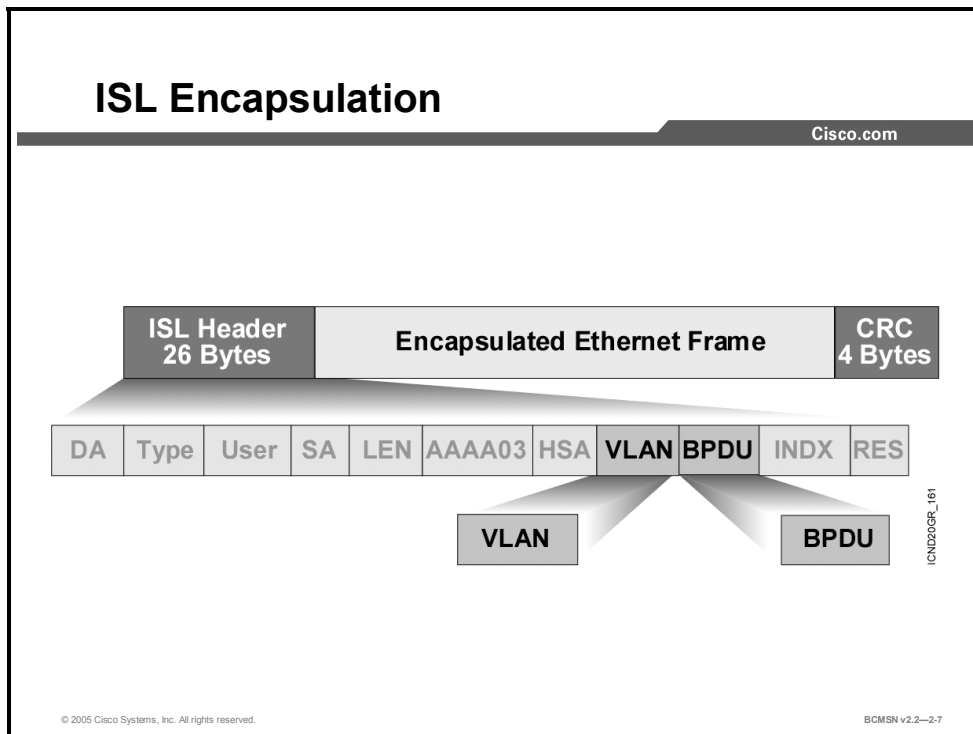 ISL Encapsulation
Cisco.com
ISL Header
26 Bytes
Encapsulated Ethernet Frame
CRC
4 Bytes
DA Type User SA LEN AAAA03 HSA VLAN BPDU INDX RES
VLAN
BPDU
ICND20GR_161
© 2005 Cisco Systems, Inc. All rights reserved.
BCMSN v2.2—2-7